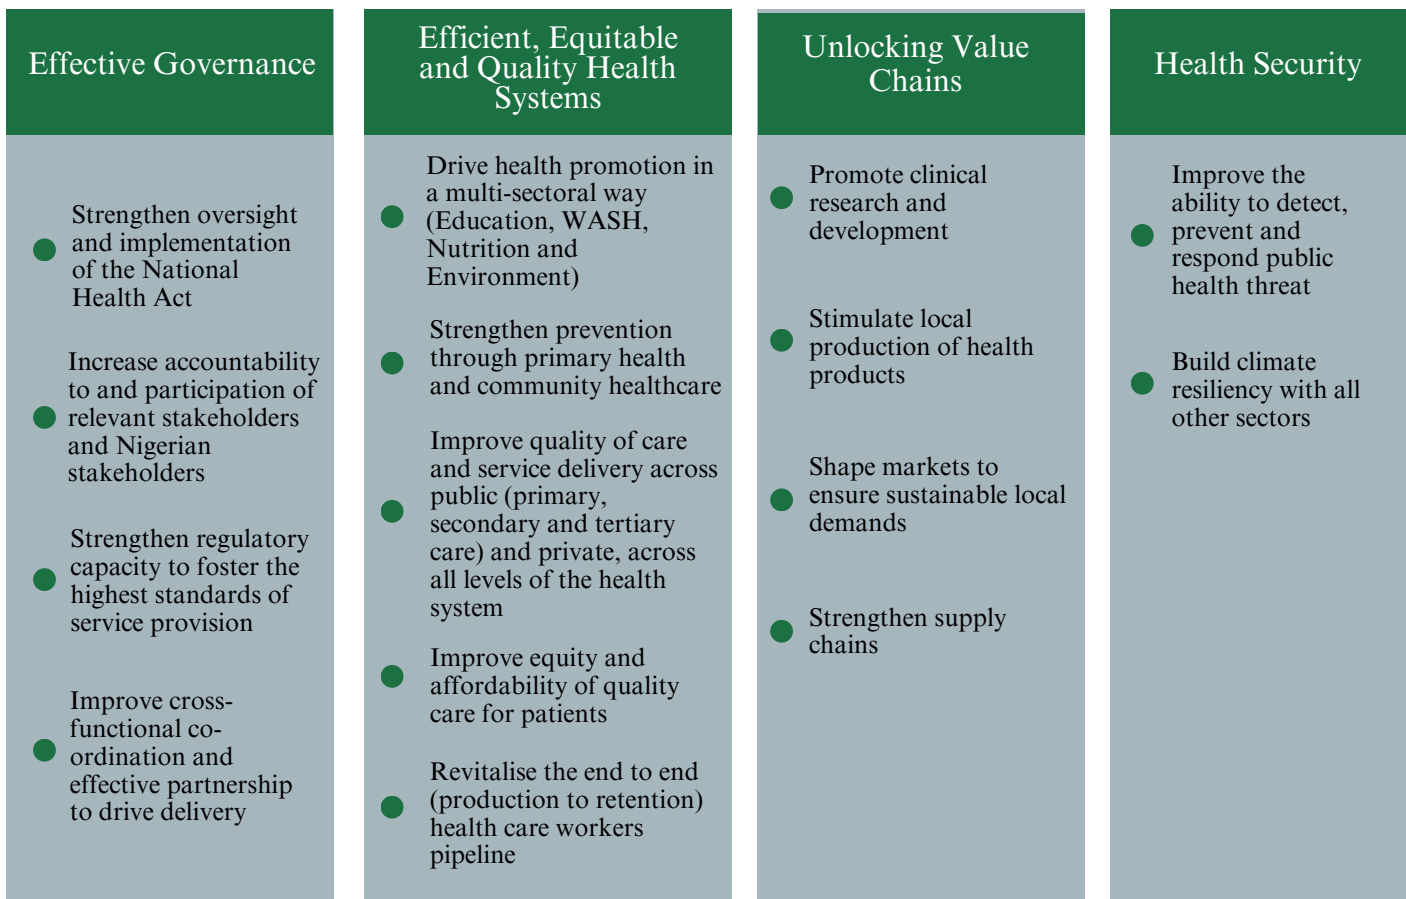 Effective Governance
Strengthen oversight
and implementation
of the National
Health Act
Increase accountability
to and participation of
relevant stakeholders
and Nigerian
stakeholders
Strengthen regulatory
capacity to foster the
highest standards of
service provision
Improve cross-
functional co-
ordination and
effective partnership
to drive delivery
Efficient, Equitable
and Quality Health
Systems
Drive health promotion in
a multi-sectoral way
(Education, WASH,
Nutrition and
Environment)
Strengthen prevention
through primary health
and community healthcare
Improve quality of care
and service delivery across
public (primary,
secondary and tertiary
care) and private, across
all levels of the health
system
Improve equity and
affordability of quality
care for patients
Revitalise the end to end
(production to retention)
health care workers
pipeline
Unlocking Value
Chains
Promote clinical
research and
development
Stimulate local
production of health
products
Shape markets to
ensure sustainable local
demands
Strengthen supply
chains
Health Security
Improve the
ability to detect,
prevent and
respond public
health threat
Build climate
resiliency with all
other sectors